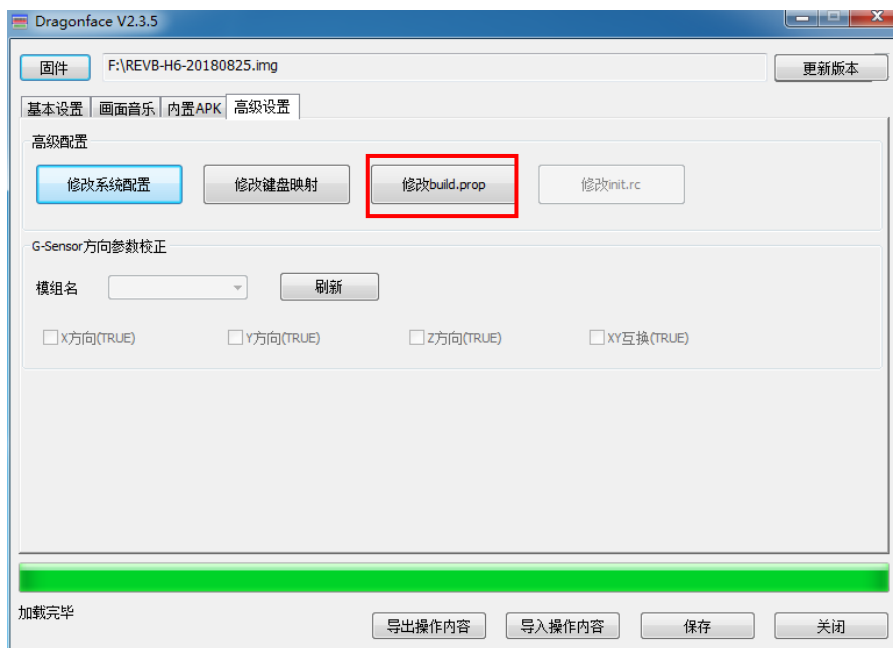 Dragonface V2.3.5
固件 F:\REVB-H6-20180825.img 更新版本
基本设置 画面音乐 内置APK 高级设置
高级配置
修改系统配置 修改键盘映射 修改build.prop 修改init.rc
G-Sensor方向参数校正
模组名 刷新
X方向(TRUE) Y方向(TRUE) Z方向(TRUE) XY互换(TRUE)
加载完毕
导出操作内容 导入操作内容 保存 关闭